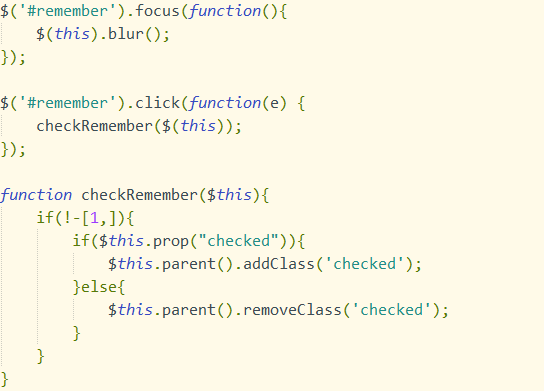 $('#remember').focus(function(){
    $(this).blur();
});

$('#remember').click(function(e) {
    checkRemember($(this));
});

function checkRemember($this){
    if(!-[1,]){
        if($this.prop("checked")){
            $this.parent().addClass('checked');
        }else{
            $this.parent().removeClass('checked');
        }
    }
}